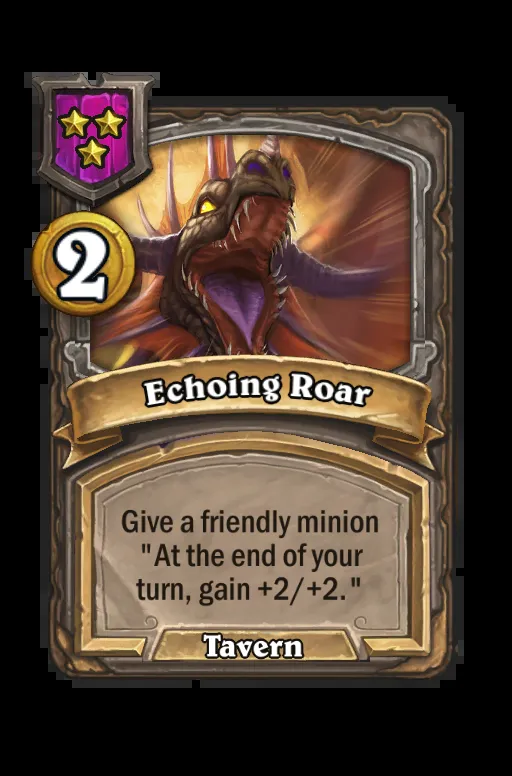 2
Echoing Roar
Give a friendly minion
"At the end of your
turn, gain +2/+2."
Tavern